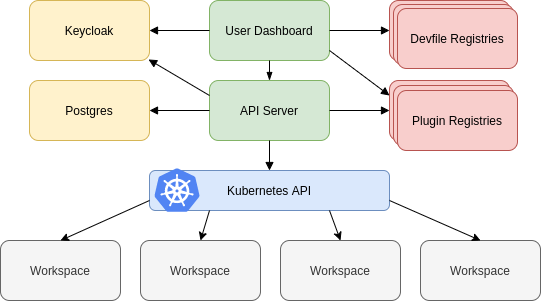 Keycloak
User Dashboard
Devfile Registries
Postgres
API Server
Plugin Registries
Kubernetes API
Workspace
Workspace
Workspace
Workspace